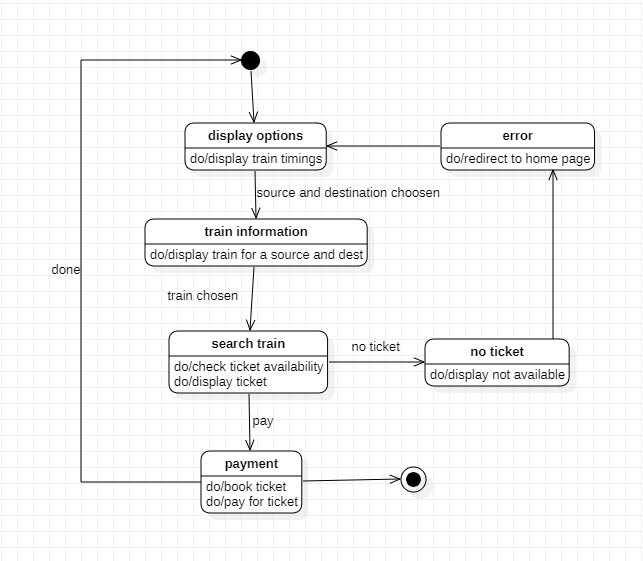 display options
do/display train timings
error
do/redirect to home page
source and destination choosen
train information
do/display train for a source and dest
done
train chosen
search train
do/check ticket availability
do/display ticket
no ticket
no ticket
do/display not available
pay
payment
do/book ticket
do/pay for ticket